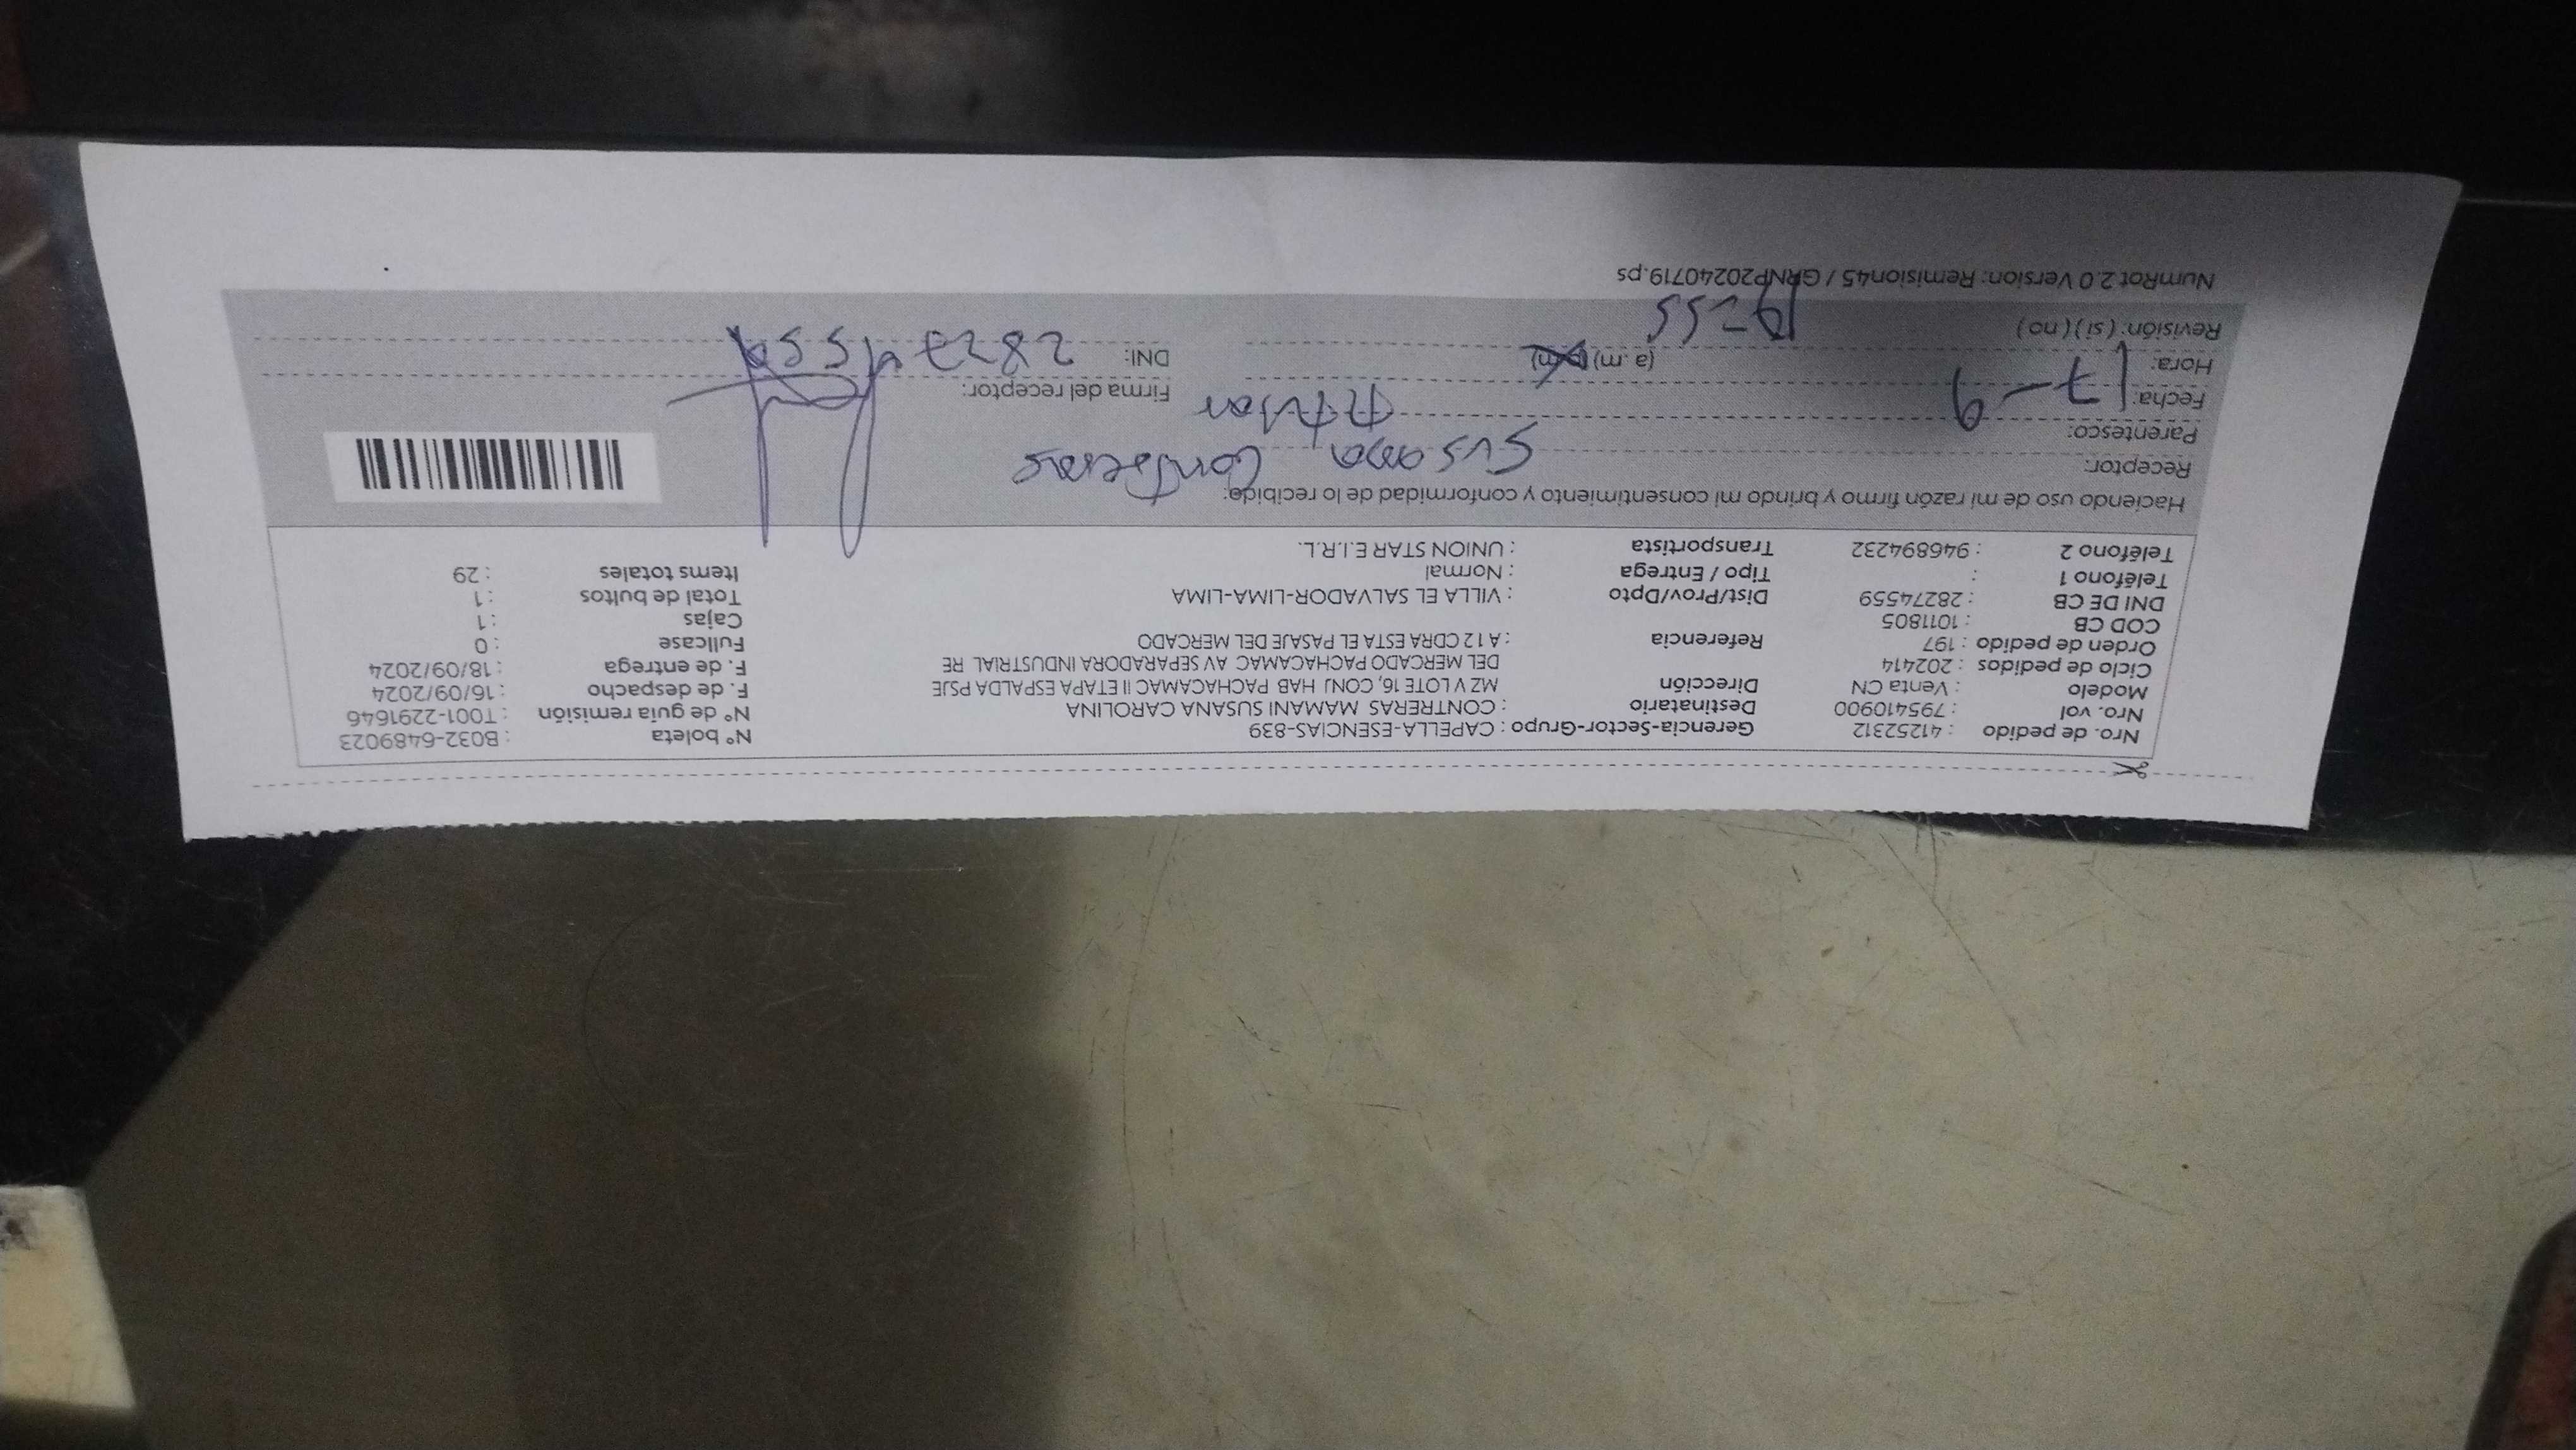 Nro. de pedido : 41252312 Gerencia-Sector-Grupo : CAPELLA-ESENCIAS-839 N° boleta : B032-6489023
Nro. vol : 795410900 Destinatario : CONTRERAS MAMANI SUSANA CAROLINA N° de guía remisión : T001-2291646
Modelo : Venta CN Dirección MZ V LOTE 16, CONJ HAB PACHACAMAC II ETAPA ESPALDA PSJE F. de despacho : 16/09/2024
Ciclo de pedidos : 202414 DEL MERCADO PACHACAMAC AV SEPARADORA INDUSTRIAL RE F. de entrega : 18/09/2024
Orden de pedido : 197 Referencia : A 12 CDRA ESTA EL PASAJE DEL MERCADO Fullcase : 0
COD CB : 1011805 Cajas : 1
DNI DE CB : 28274559 Dist/Prov/Dpto : VILLA EL SALVADOR-LIMA-LIMA Total de bultos : 1
Teléfono 1 : Tipo / Entrega : Normal Items totales : 29
Teléfono 2 : 946894232 Transportista : UNION STAR E.I.R.L.
Haciendo uso de mi razón firmo y brindo mi consentimiento y conformidad de lo recibido:
Receptor: Susana Contreras
Parentesco: Titular
Fecha: 17-9 Firma del receptor:
Hora: (a.m) (p.m) DNI: 28274559
Revisión: (si) (no)
NumRot 2.0 Version: Remision45 / GRNP20240719.ps